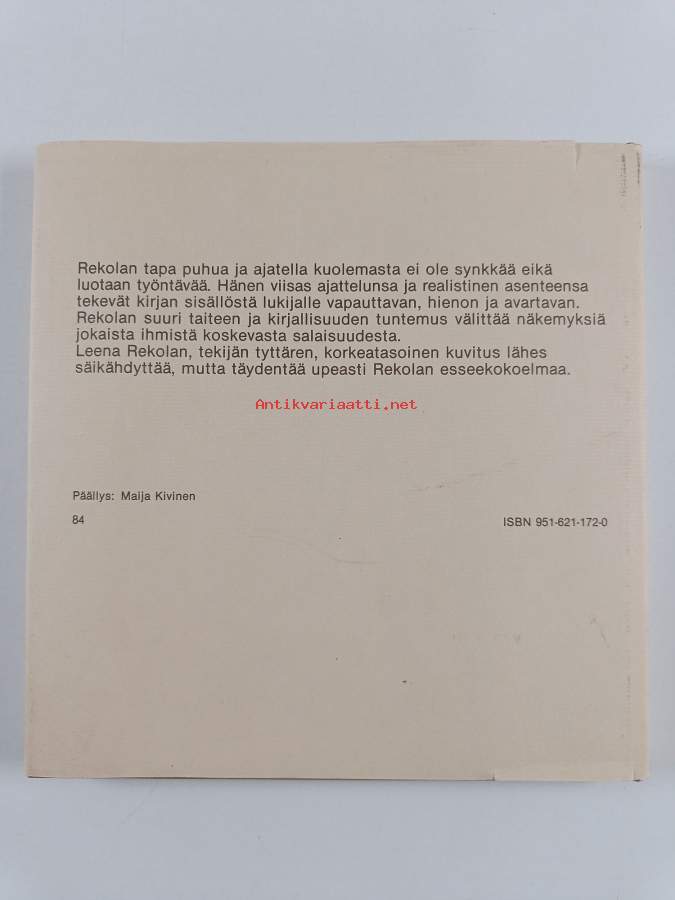 Rekolan tapa puhua ja ajatella kuolemasta ei ole synkkää eikä
luotaan työntävää. Hänen viisas ajattelunsa ja realistinen asenteensa
tekevät kirjan sisällöstä lukijalle vapauttavan, hienon ja avartavan.
Rekolan suuri taiteen ja kirjallisuuden tuntemus välittää näkemyksiä
jokaista ihmistä koskevasta salaisuudesta.
Leena Rekolan, tekijän tyttären, korkeatasoinen kuvitus lähes
säikähdyttää, mutta täydentää upeasti Rekolan esseekokoelmaa.
Antikvariaatti.net
Päällys: Maija Kivinen
84
ISBN 951-621-172-0